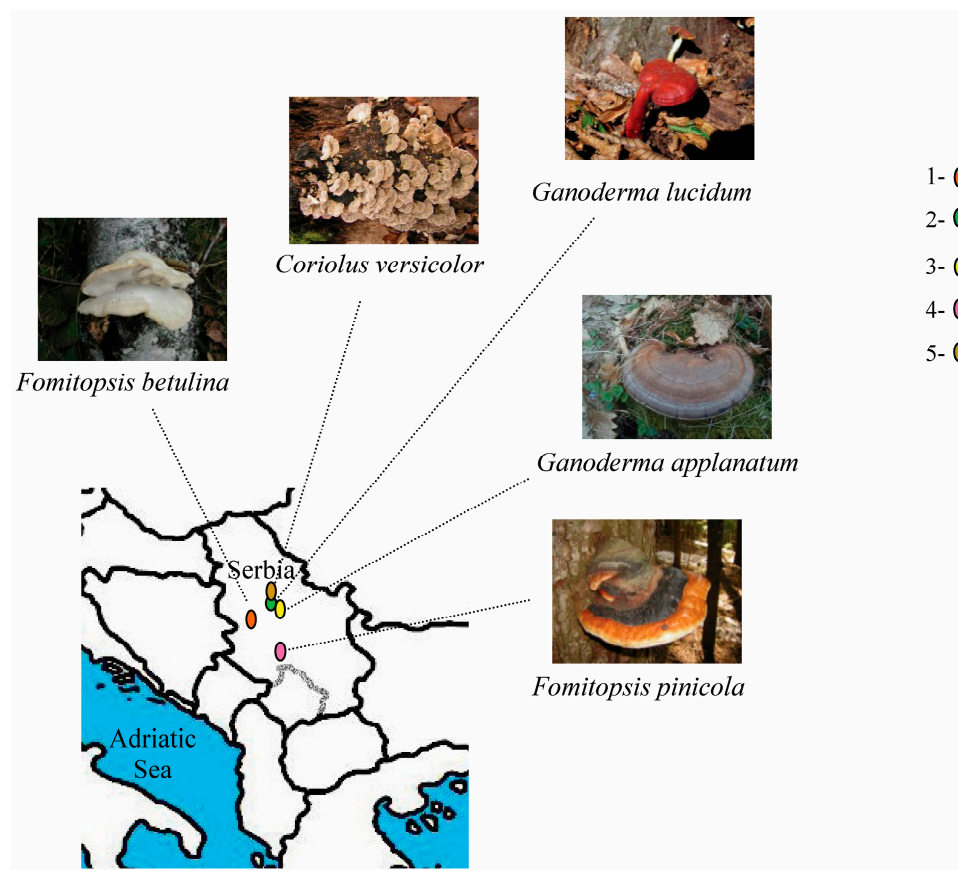 Ganoderma lucidum
Coriolus versicolor
Fomitopsis betulina
Ganoderma applanatum
Fomitopsis pinicola
Serbia
Adriatic
Sea
1-
2-
3-
4-
5-